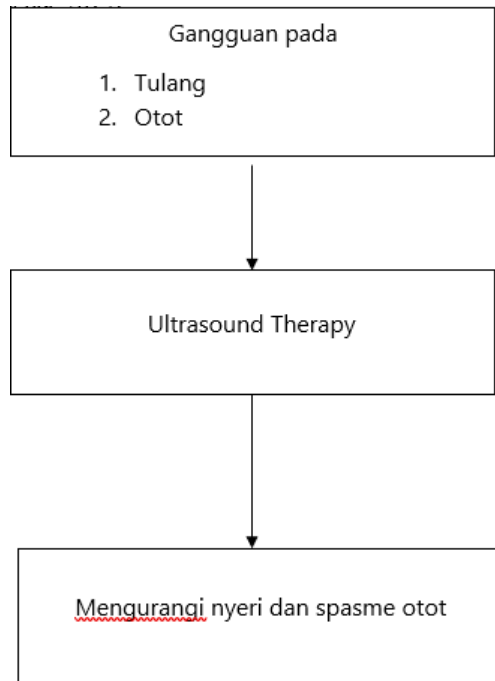 Gangguan pada
1. Tulang
2. Otot
Ultrasound Therapy
Mengurangi nyeri dan spasme otot